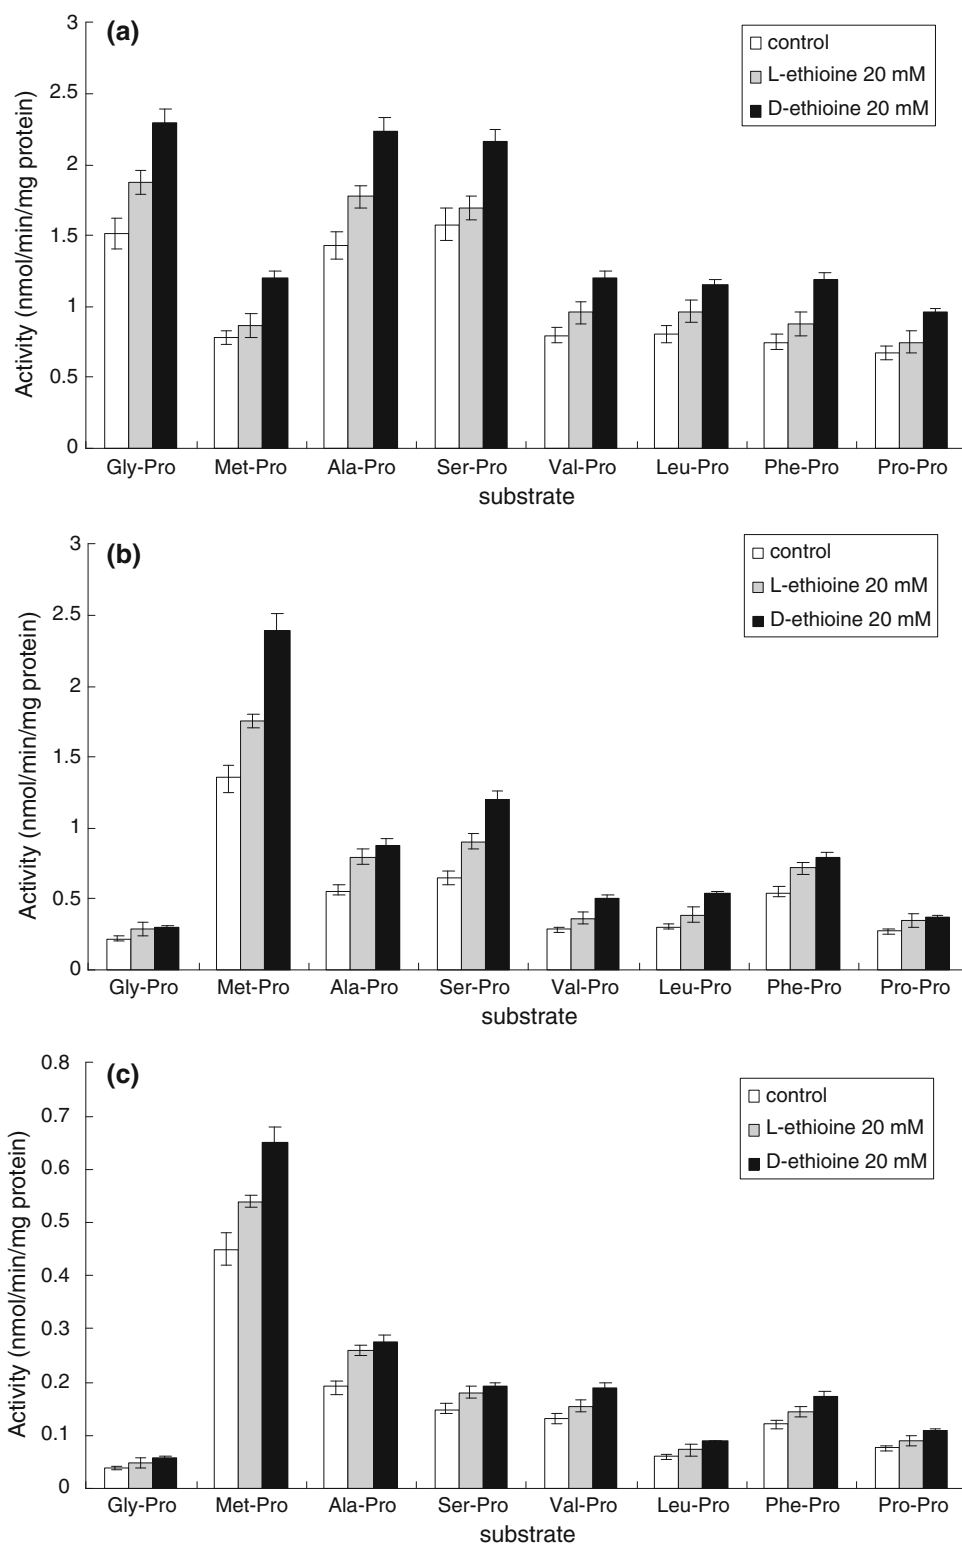 (a)
control
L-ethioine 20 mM
D-ethioine 20 mM
Activity (nmol/min/mg protein)
3
2.5
2
1.5
1
0.5
0
Gly-Pro Met-Pro Ala-Pro Ser-Pro Val-Pro Leu-Pro Phe-Pro Pro-Pro
substrate
(b)
control
L-ethioine 20 mM
D-ethioine 20 mM
Activity (nmol/min/mg protein)
3
2.5
2
1.5
1
0.5
0
Gly-Pro Met-Pro Ala-Pro Ser-Pro Val-Pro Leu-Pro Phe-Pro Pro-Pro
substrate
(c)
control
L-ethioine 20 mM
D-ethioine 20 mM
Activity (nmol/min/mg protein)
0.8
0.7
0.6
0.5
0.4
0.3
0.2
0.1
0
Gly-Pro Met-Pro Ala-Pro Ser-Pro Val-Pro Leu-Pro Phe-Pro Pro-Pro
substrate